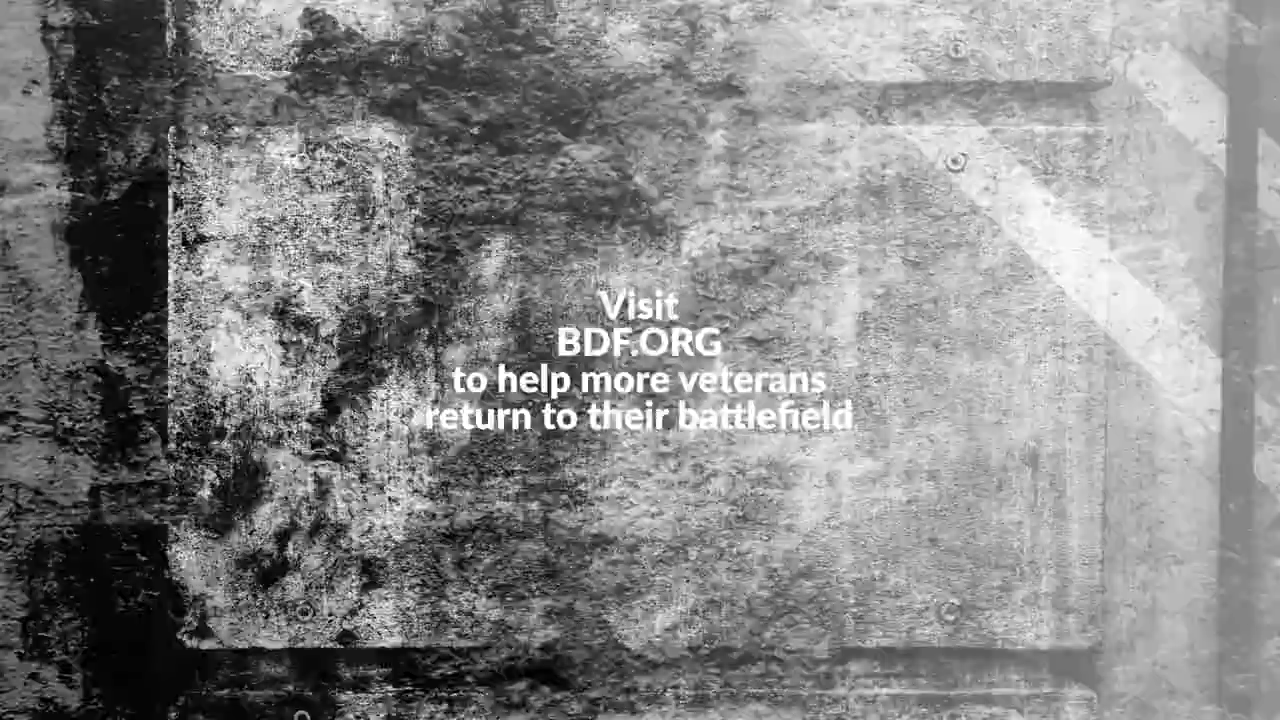 Visit
BDF.ORG
to help more veterans
return to their battlefield